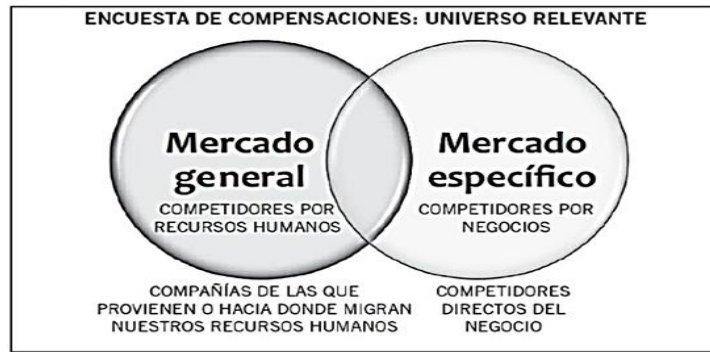 ENCUESTA DE COMPENSACIONES: UNIVERSO RELEVANTE
Mercado
general
COMPETIDORES POR
RECURSOS HUMANOS
Mercado
específico
COMPETIDORES POR
NEGOCIOS
COMPAÑÍAS DE LAS QUE
PROVIENEN O HACIA DONDE MIGRAN
NUESTROS RECURSOS HUMANOS
COMPETIDORES
DIRECTOS DEL
NEGOCIO